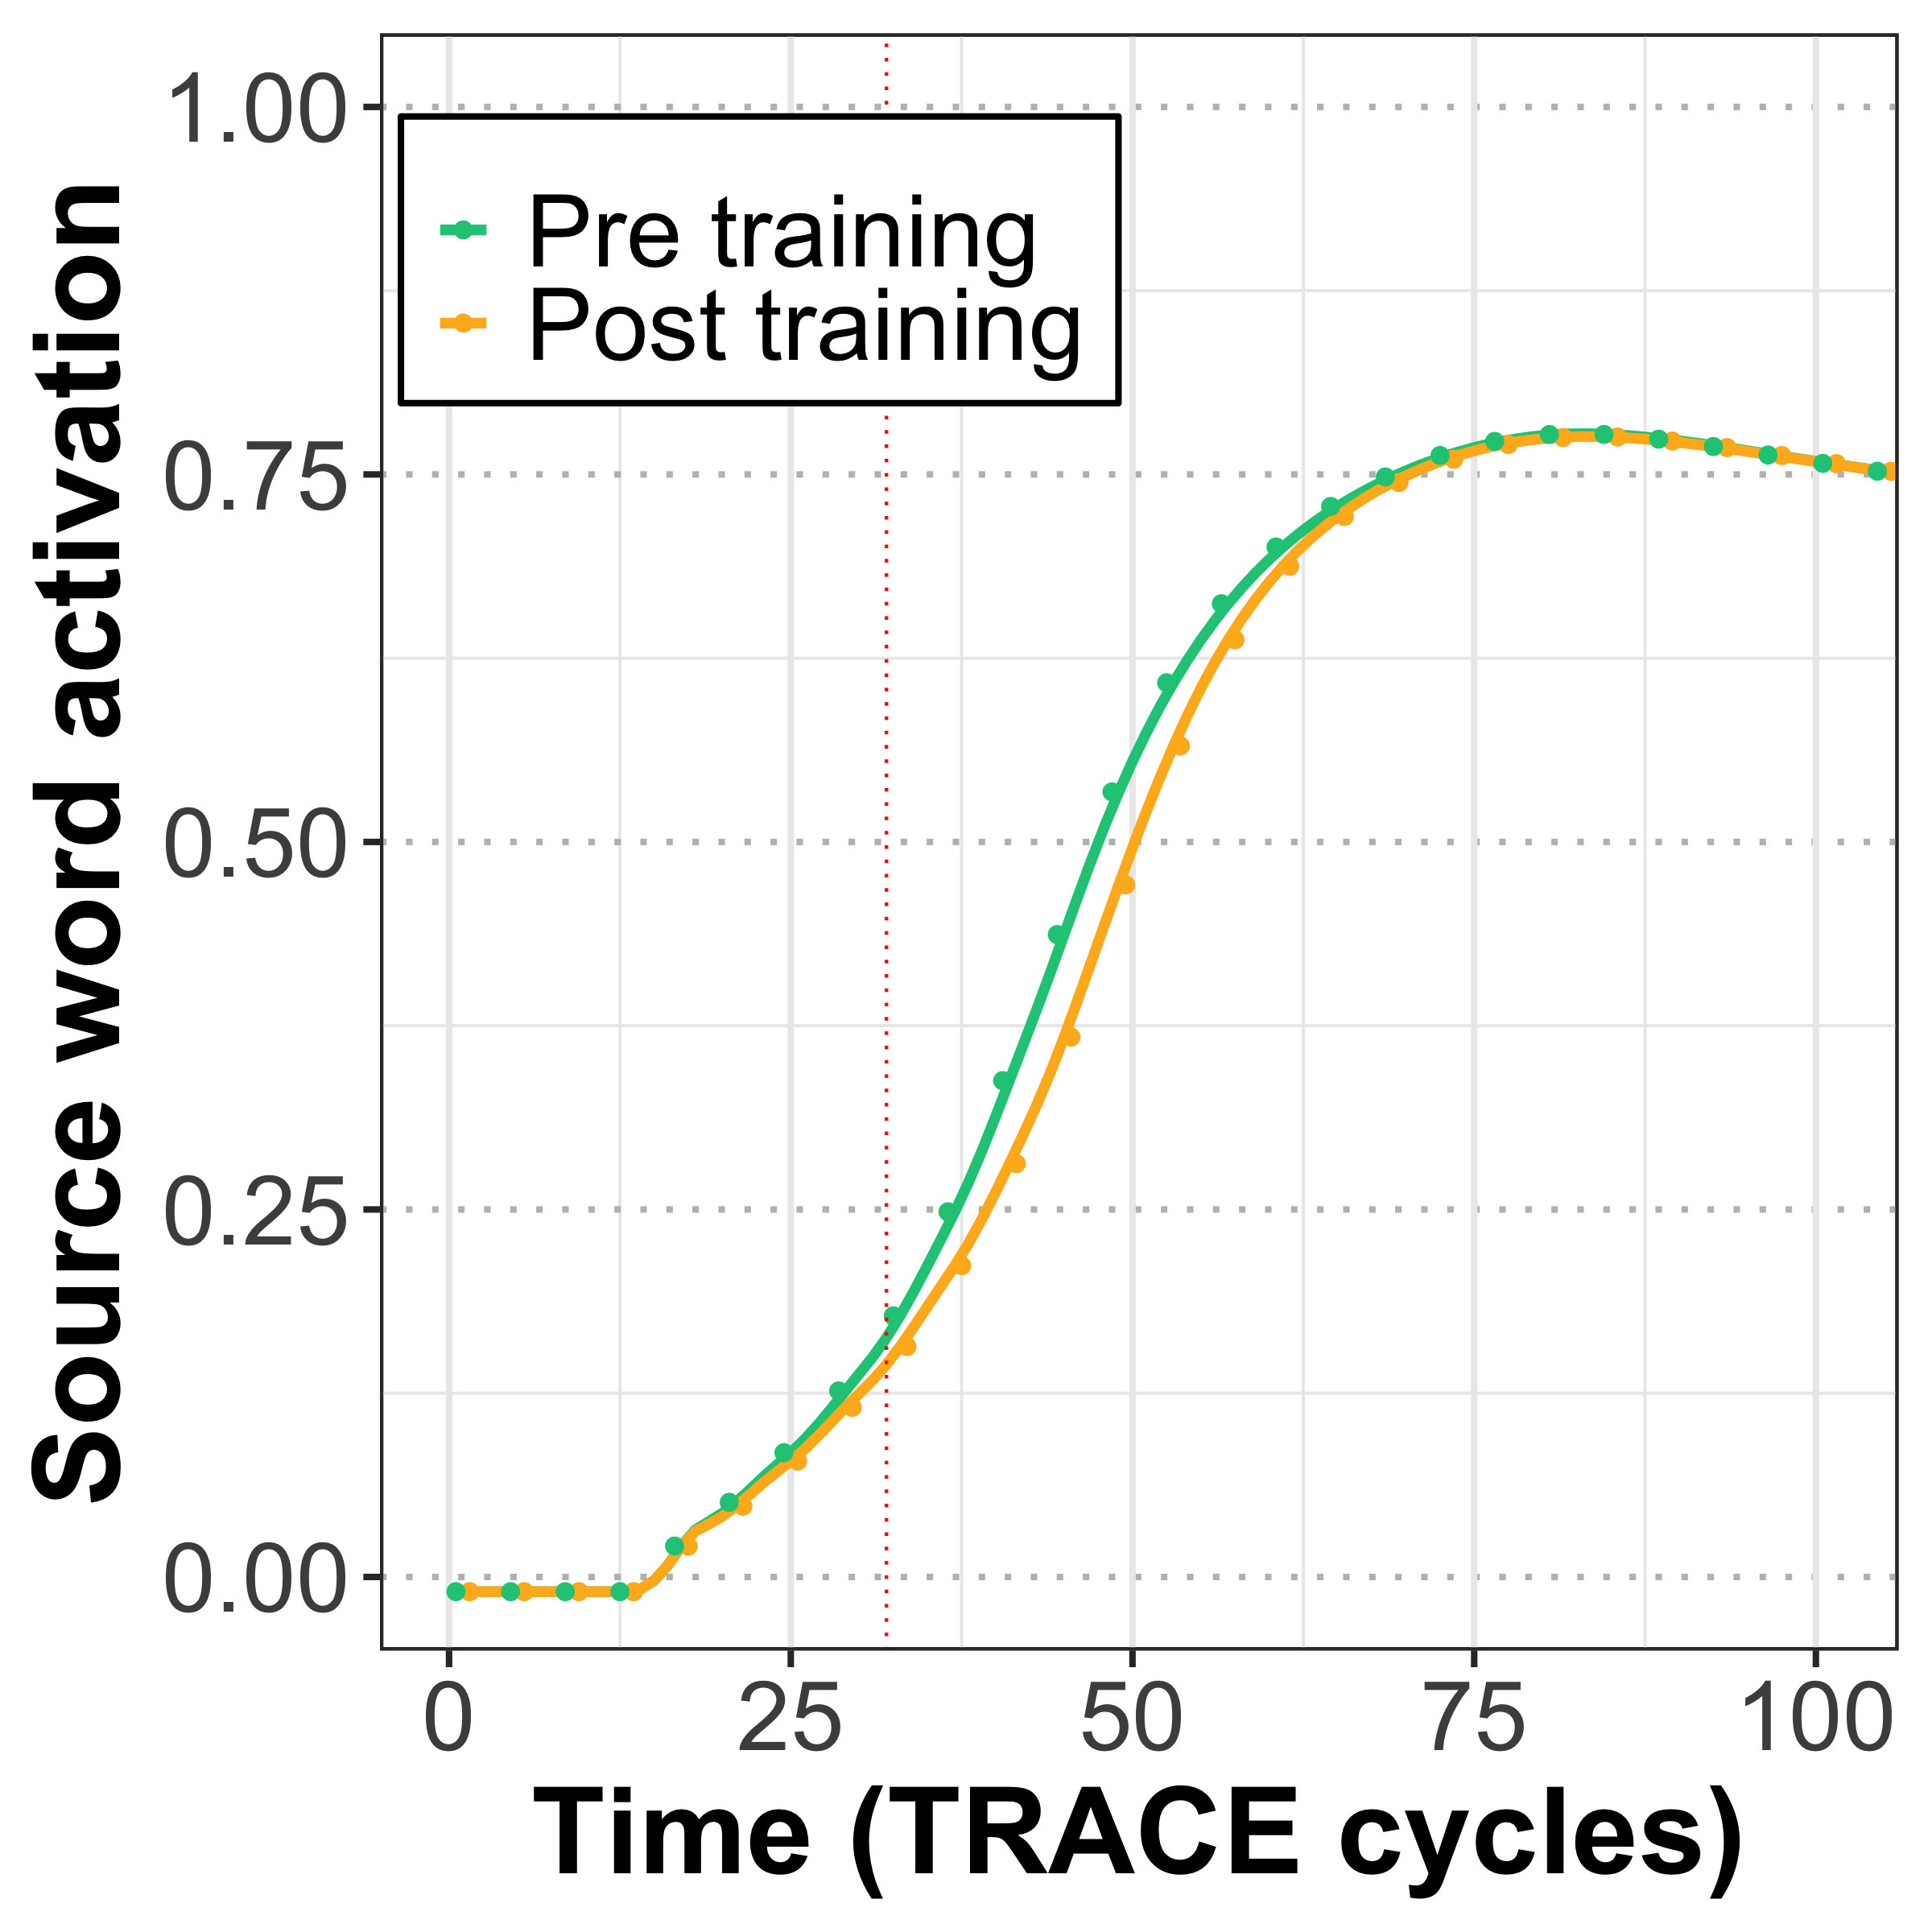 Source word activation
1.00
0.75
0.50
0.25
0.00
Pre training
Post training
0 25 50 75 100
Time (TRACE cycles)